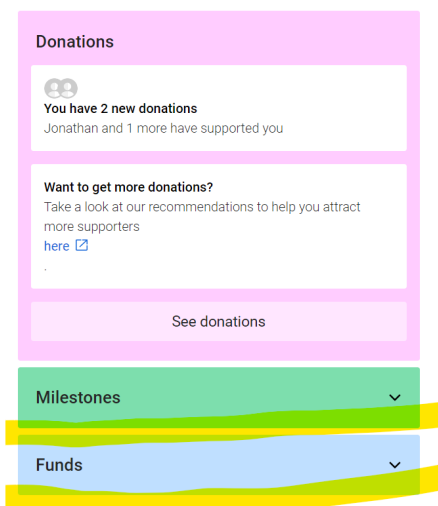 Donations
You have 2 new donations
Jonathan and 1 more have supported you
Want to get more donations?
Take a look at our recommendations to help you attract
more supporters
here
.
See donations
Milestones
Funds